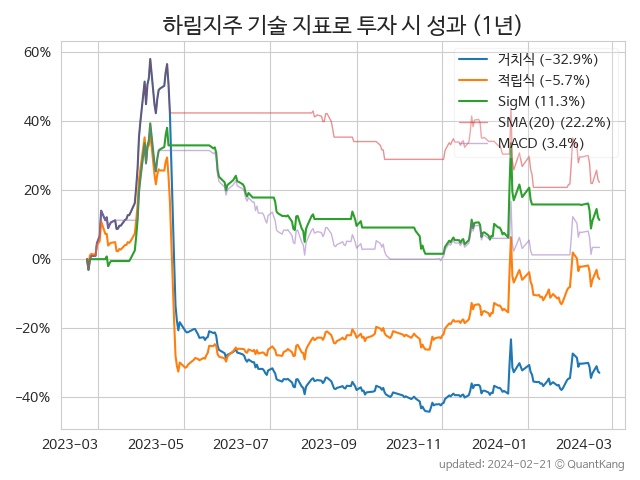 하림지주 기술 지표로 투자 시 성과 (1년)
60%
40%
20%
0%
−20%
−40%
거치식 (-32.9%)
적립식 (-5.7%)
SigM (11.3%)
SMA(20) (22.2%)
MACD (3.4%)
2023-03 2023-05 2023-07 2023-09 2023-11 2024-01 2024-03
updated: 2024-02-21 © QuantKang